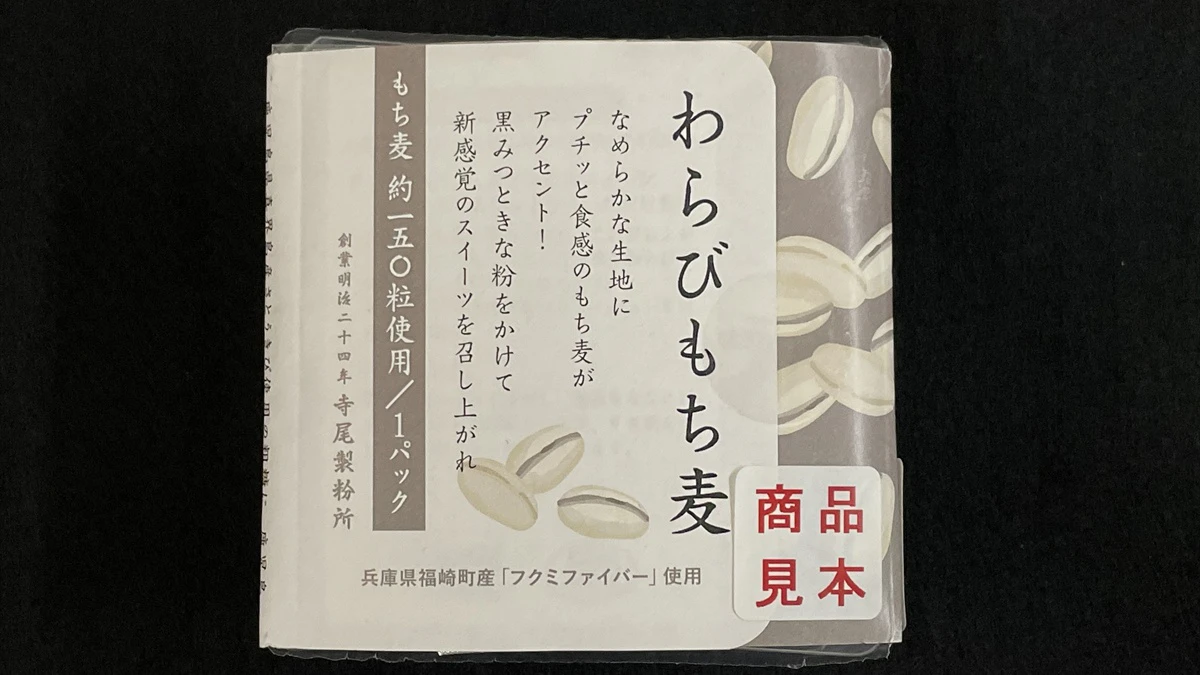 わらびもち麦
なめらかな生地に
プチッと食感のもち麦が
アクセント！
黒みつときな粉をかけて
新感覚のスイーツを召し上がれ
もち麦 約一五〇粒使用/1パック
創業明治二十四年 寺尾製粉所
兵庫県福崎町産「フクミファイバー」使用
商品
見本